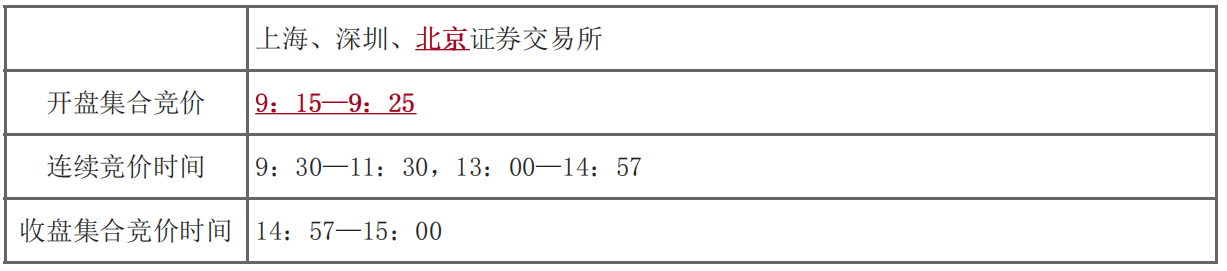 上海、深圳、北京证券交易所
开盘集合竞价 9：15—9：25
连续竞价时间 9：30—11：30，13：00—14：57
收盘集合竞价时间 14：57—15：00